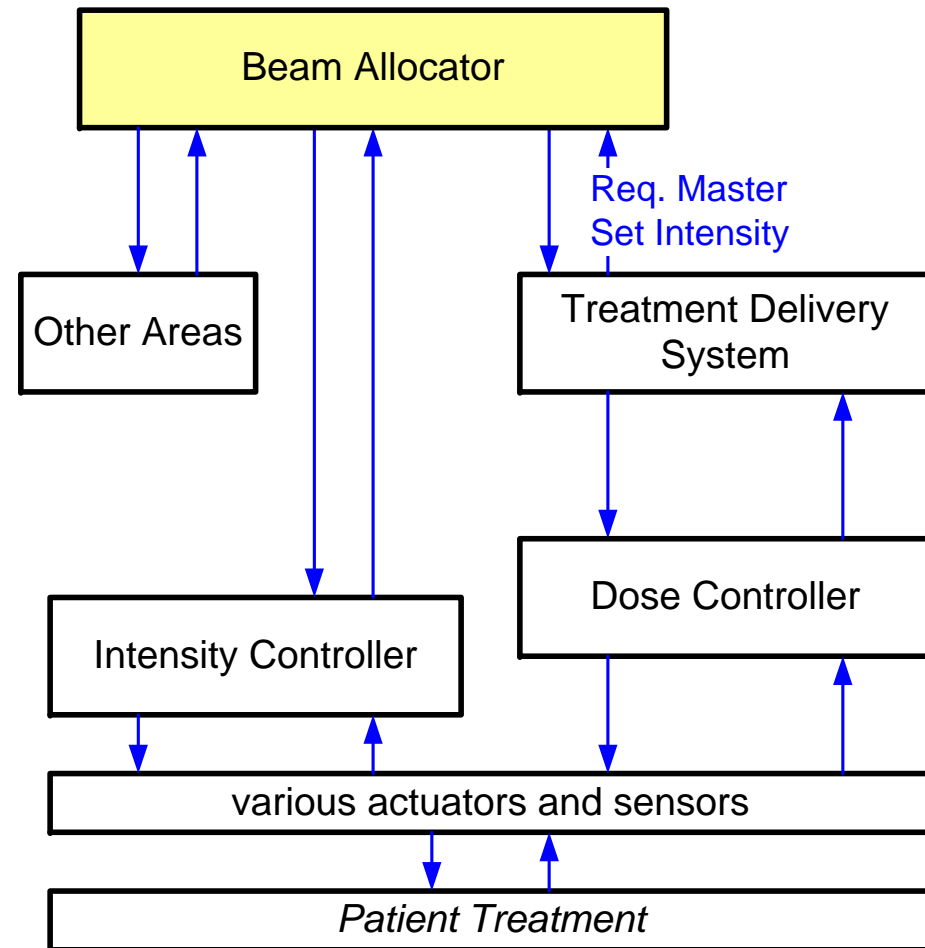 Beam Allocator
Req. Master
Set Intensity
Other Areas
Treatment Delivery
System
Dose Controller
Intensity Controller
various actuators and sensors
Patient Treatment